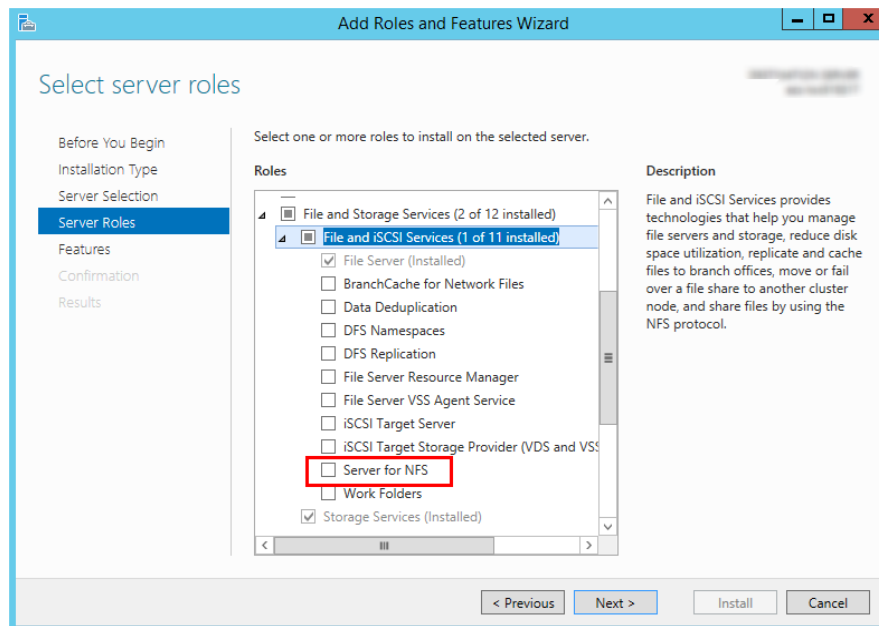 Add Roles and Features Wizard
x
Select server roles
Before You Begin
Installation Type
Server Selection
Server Roles
Features
Confirmation
Results
Select one or more roles to install on the selected server.
Roles
File and Storage Services (2 of 12 installed)
File and iSCSI Services (1 of 11 installed)
File Server (Installed)
BranchCache for Network Files
Data Deduplication
DFS Namespaces
DFS Replication
File Server Resource Manager
File Server VSS Agent Service
iSCSI Target Server
iSCSI Target Storage Provider (VDS and VSS
Server for NFS
Work Folders
Storage Services (Installed)
Description
File and iSCSI Services provides
technologies that help you manage
file servers and storage, reduce disk
space utilization, replicate and cache
files to branch offices, move or fail
over a file share to another cluster
node, and share files by using the
NFS protocol.
< Previous
Next >
Install
Cancel